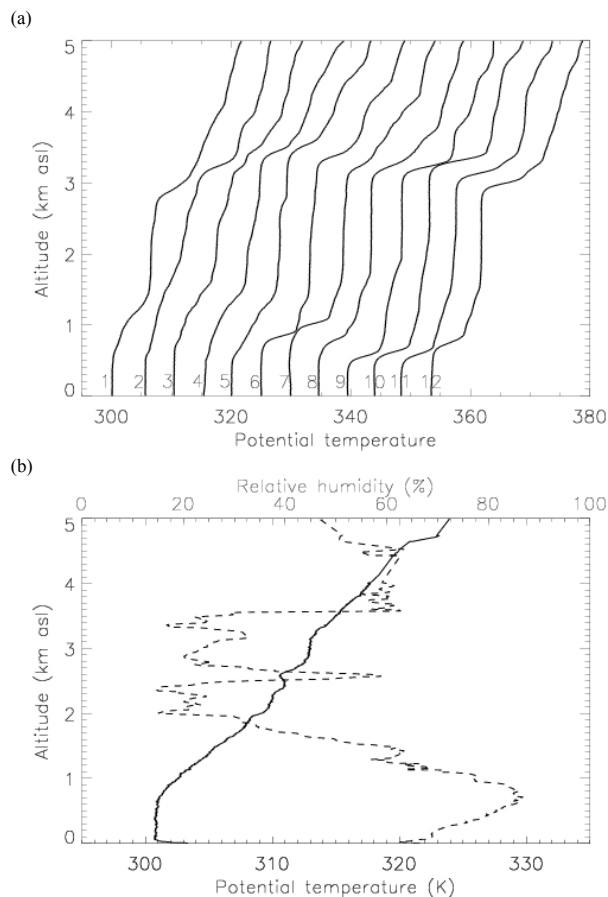 (a)
5
4
3
2
1
0
Altitude (km asl)
1 2 3 4 5 6 7 8 9 10 11 12
300 320 340 360 380
Potential temperature
(b)
Relative humidity (%)
0 20 40 60 80 100
5
4
3
2
1
0
Altitude (km asl)
300 310 320 330
Potential temperature (K)